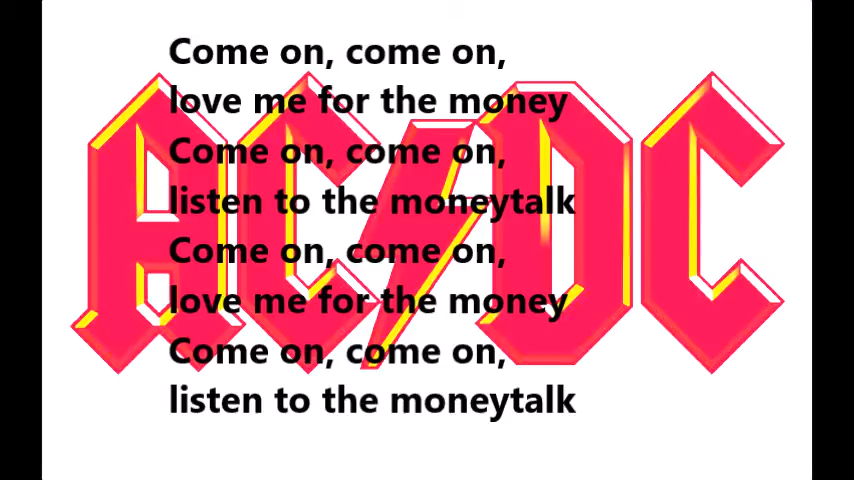 Come on, come on,
love me for the money
Come on, come on,
listen to the moneytalk
Come on, come on,
love me for the money
Come on, come on,
listen to the moneytalk
AC/DC